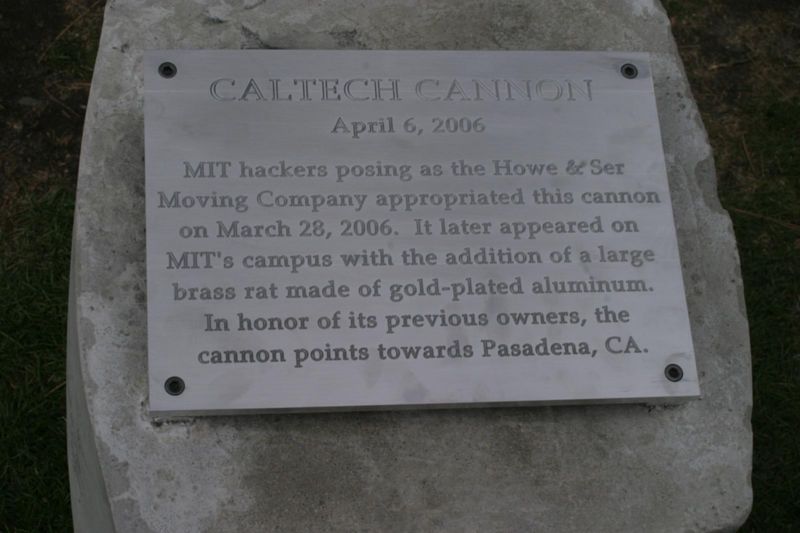 CALTECH CANNON
April 6, 2006
MIT hackers posing as the Howe & Ser
Moving Company appropriated this cannon
on March 28, 2006. It later appeared on
MIT's campus with the addition of a large
brass rat made of gold-plated aluminum.
In honor of its previous owners, the
cannon points towards Pasadena, CA.